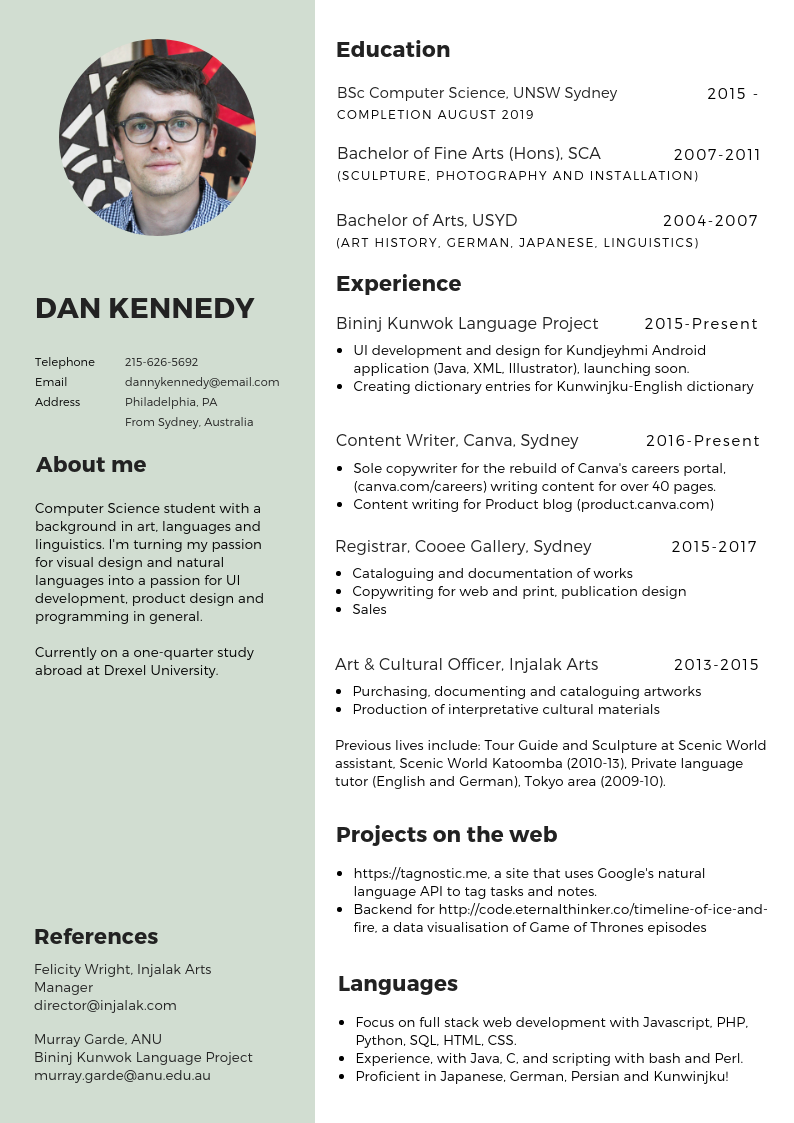 DAN KENNEDY
Telephone 215-626-5692
Email dannykennedy@email.com
Address Philadelphia, PA
From Sydney, Australia
About me
Computer Science student with a
background in art, languages and
linguistics. I'm turning my passion
for visual design and natural
languages into a passion for UI
development, product design and
programming in general.
Currently on a one-quarter study
abroad at Drexel University.
References
Felicity Wright, Injalak Arts
Manager
director@injalak.com
Murray Garde, ANU
Bininj Kunwok Language Project
murray.garde@anu.edu.au
Education
BSc Computer Science, UNSW Sydney 2015 -
COMPLETION AUGUST 2019
Bachelor of Fine Arts (Hons), SCA 2007-2011
(SCULPTURE, PHOTOGRAPHY AND INSTALLATION)
Bachelor of Arts, USYD 2004-2007
(ART HISTORY, GERMAN, JAPANESE, LINGUISTICS)
Experience
Bininj Kunwok Language Project 2015-Present
• UI development and design for Kundjeyhmi Android
application (Java, XML, Illustrator), launching soon.
• Creating dictionary entries for Kunwinjku-English dictionary
Content Writer, Canva, Sydney 2016-Present
• Sole copywriter for the rebuild of Canva's careers portal,
(canva.com/careers) writing content for over 40 pages.
• Content writing for Product blog (product.canva.com)
Registrar, Cooee Gallery, Sydney 2015-2017
• Cataloguing and documentation of works
• Copywriting for web and print, publication design
• Sales
Art & Cultural Officer, Injalak Arts 2013-2015
• Purchasing, documenting and cataloguing artworks
• Production of interpretative cultural materials
Previous lives include: Tour Guide and Sculpture at Scenic World
assistant, Scenic World Katoomba (2010-13), Private language
tutor (English and German), Tokyo area (2009-10).
Projects on the web
• https://tagnostic.me, a site that uses Google's natural
language API to tag tasks and notes.
• Backend for http://code.eternalthinker.co/timeline-of-ice-and-
fire, a data visualisation of Game of Thrones episodes
Languages
• Focus on full stack web development with Javascript, PHP,
Python, SQL, HTML, CSS.
• Experience, with Java, C, and scripting with bash and Perl.
• Proficient in Japanese, German, Persian and Kunwinjku!